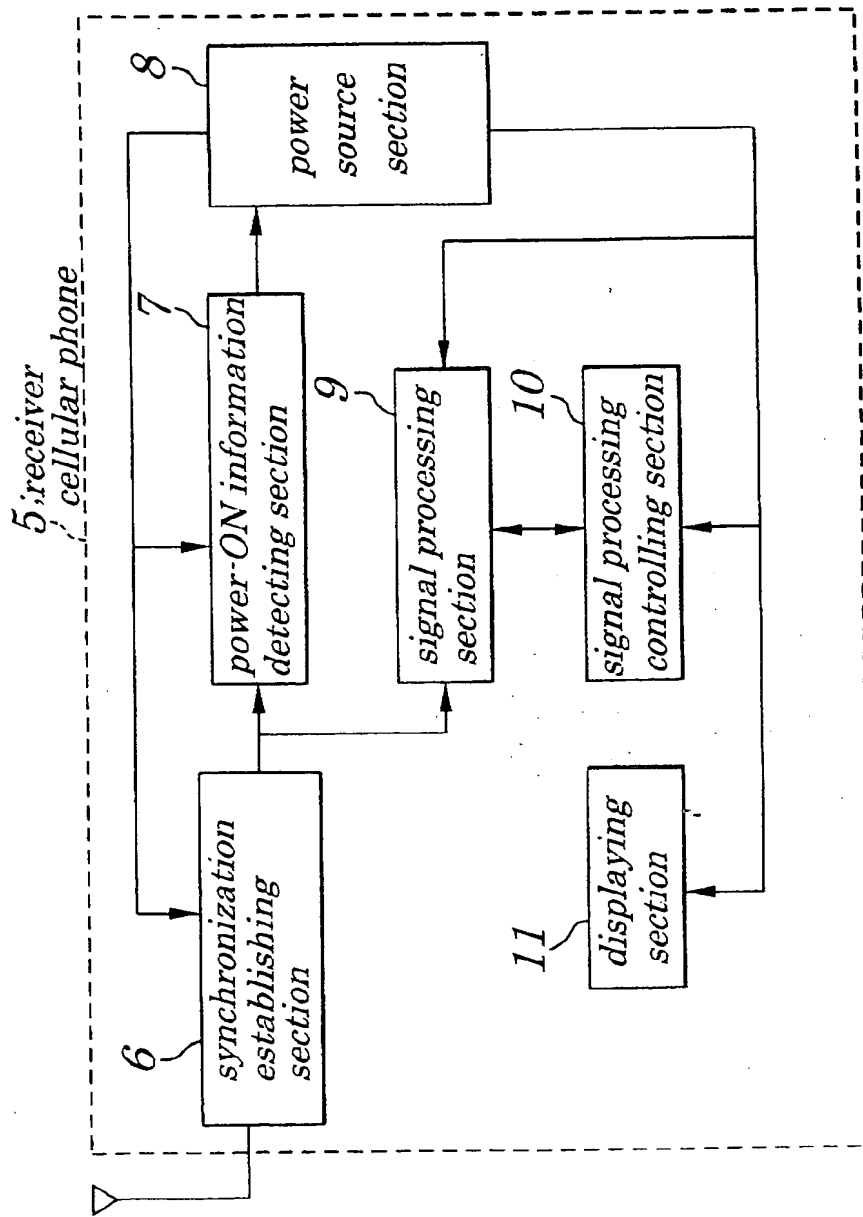 5;receiver
cellular phone
6
synchronization
establishing
section
7
power-ON information
detecting section
8
power
source
section
9
signal processing
section
10
signal processing
controlling section
11
displaying
section